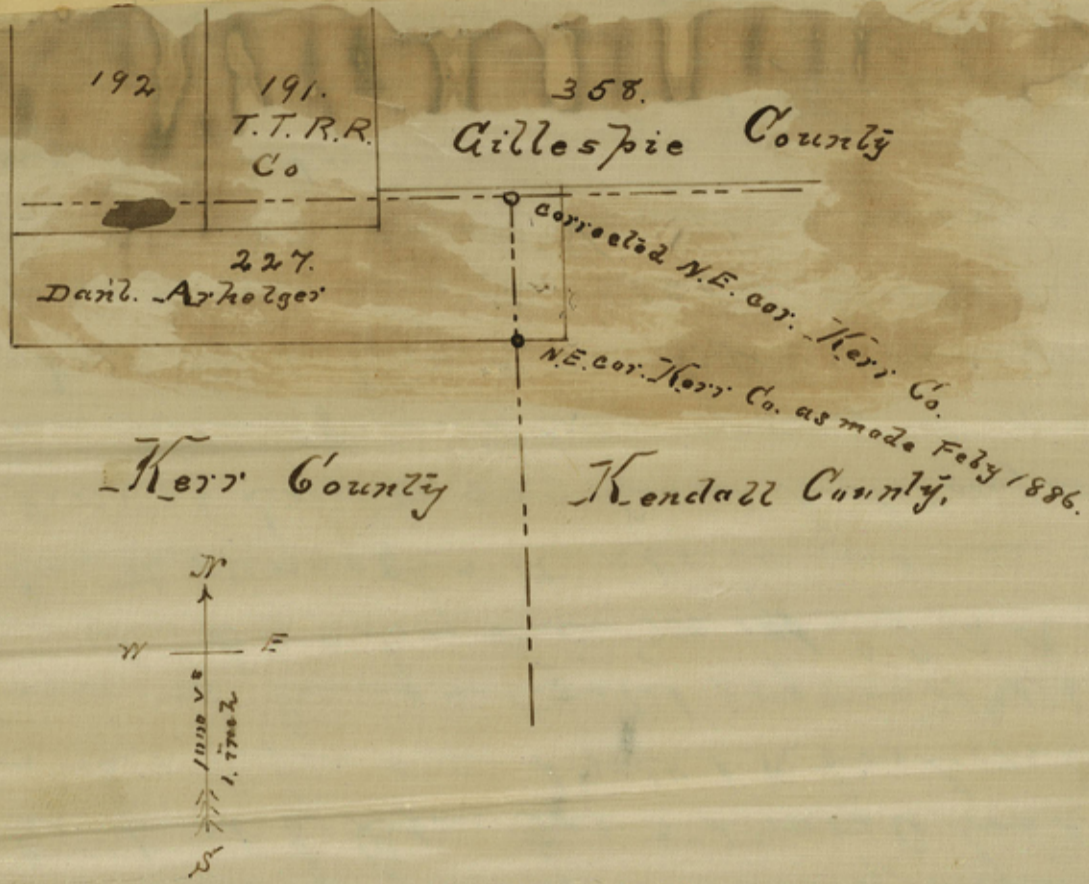 192
191.
T.T.R.R.
Co
358.
Gillespie County
227.
Danl. Arhelger
corrected N.E. cor. Kerr Co.
N.E. cor. Kerr Co. as made Feby 1886.
Kerr County
Kendall County.
N
W
E
1000 vs
1 inch
S